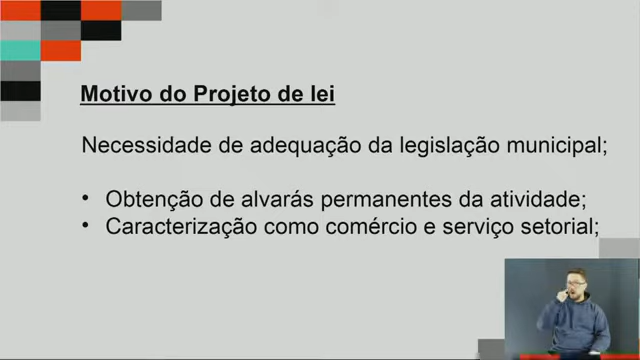 Motivo do Projeto de lei
Necessidade de adequação da legislação municipal;
• Obtenção de alvarás permanentes da atividade;
• Caracterização como comércio e serviço setorial;